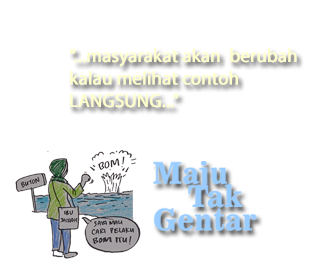 "...masyarakat akan berubah
kalau melihat contoh
LANGSUNG..."
BOM!
BUTON
IBU
SAYA MAU
CARI PELAKU
BOM ITU!
Maju
Tak
Gentar